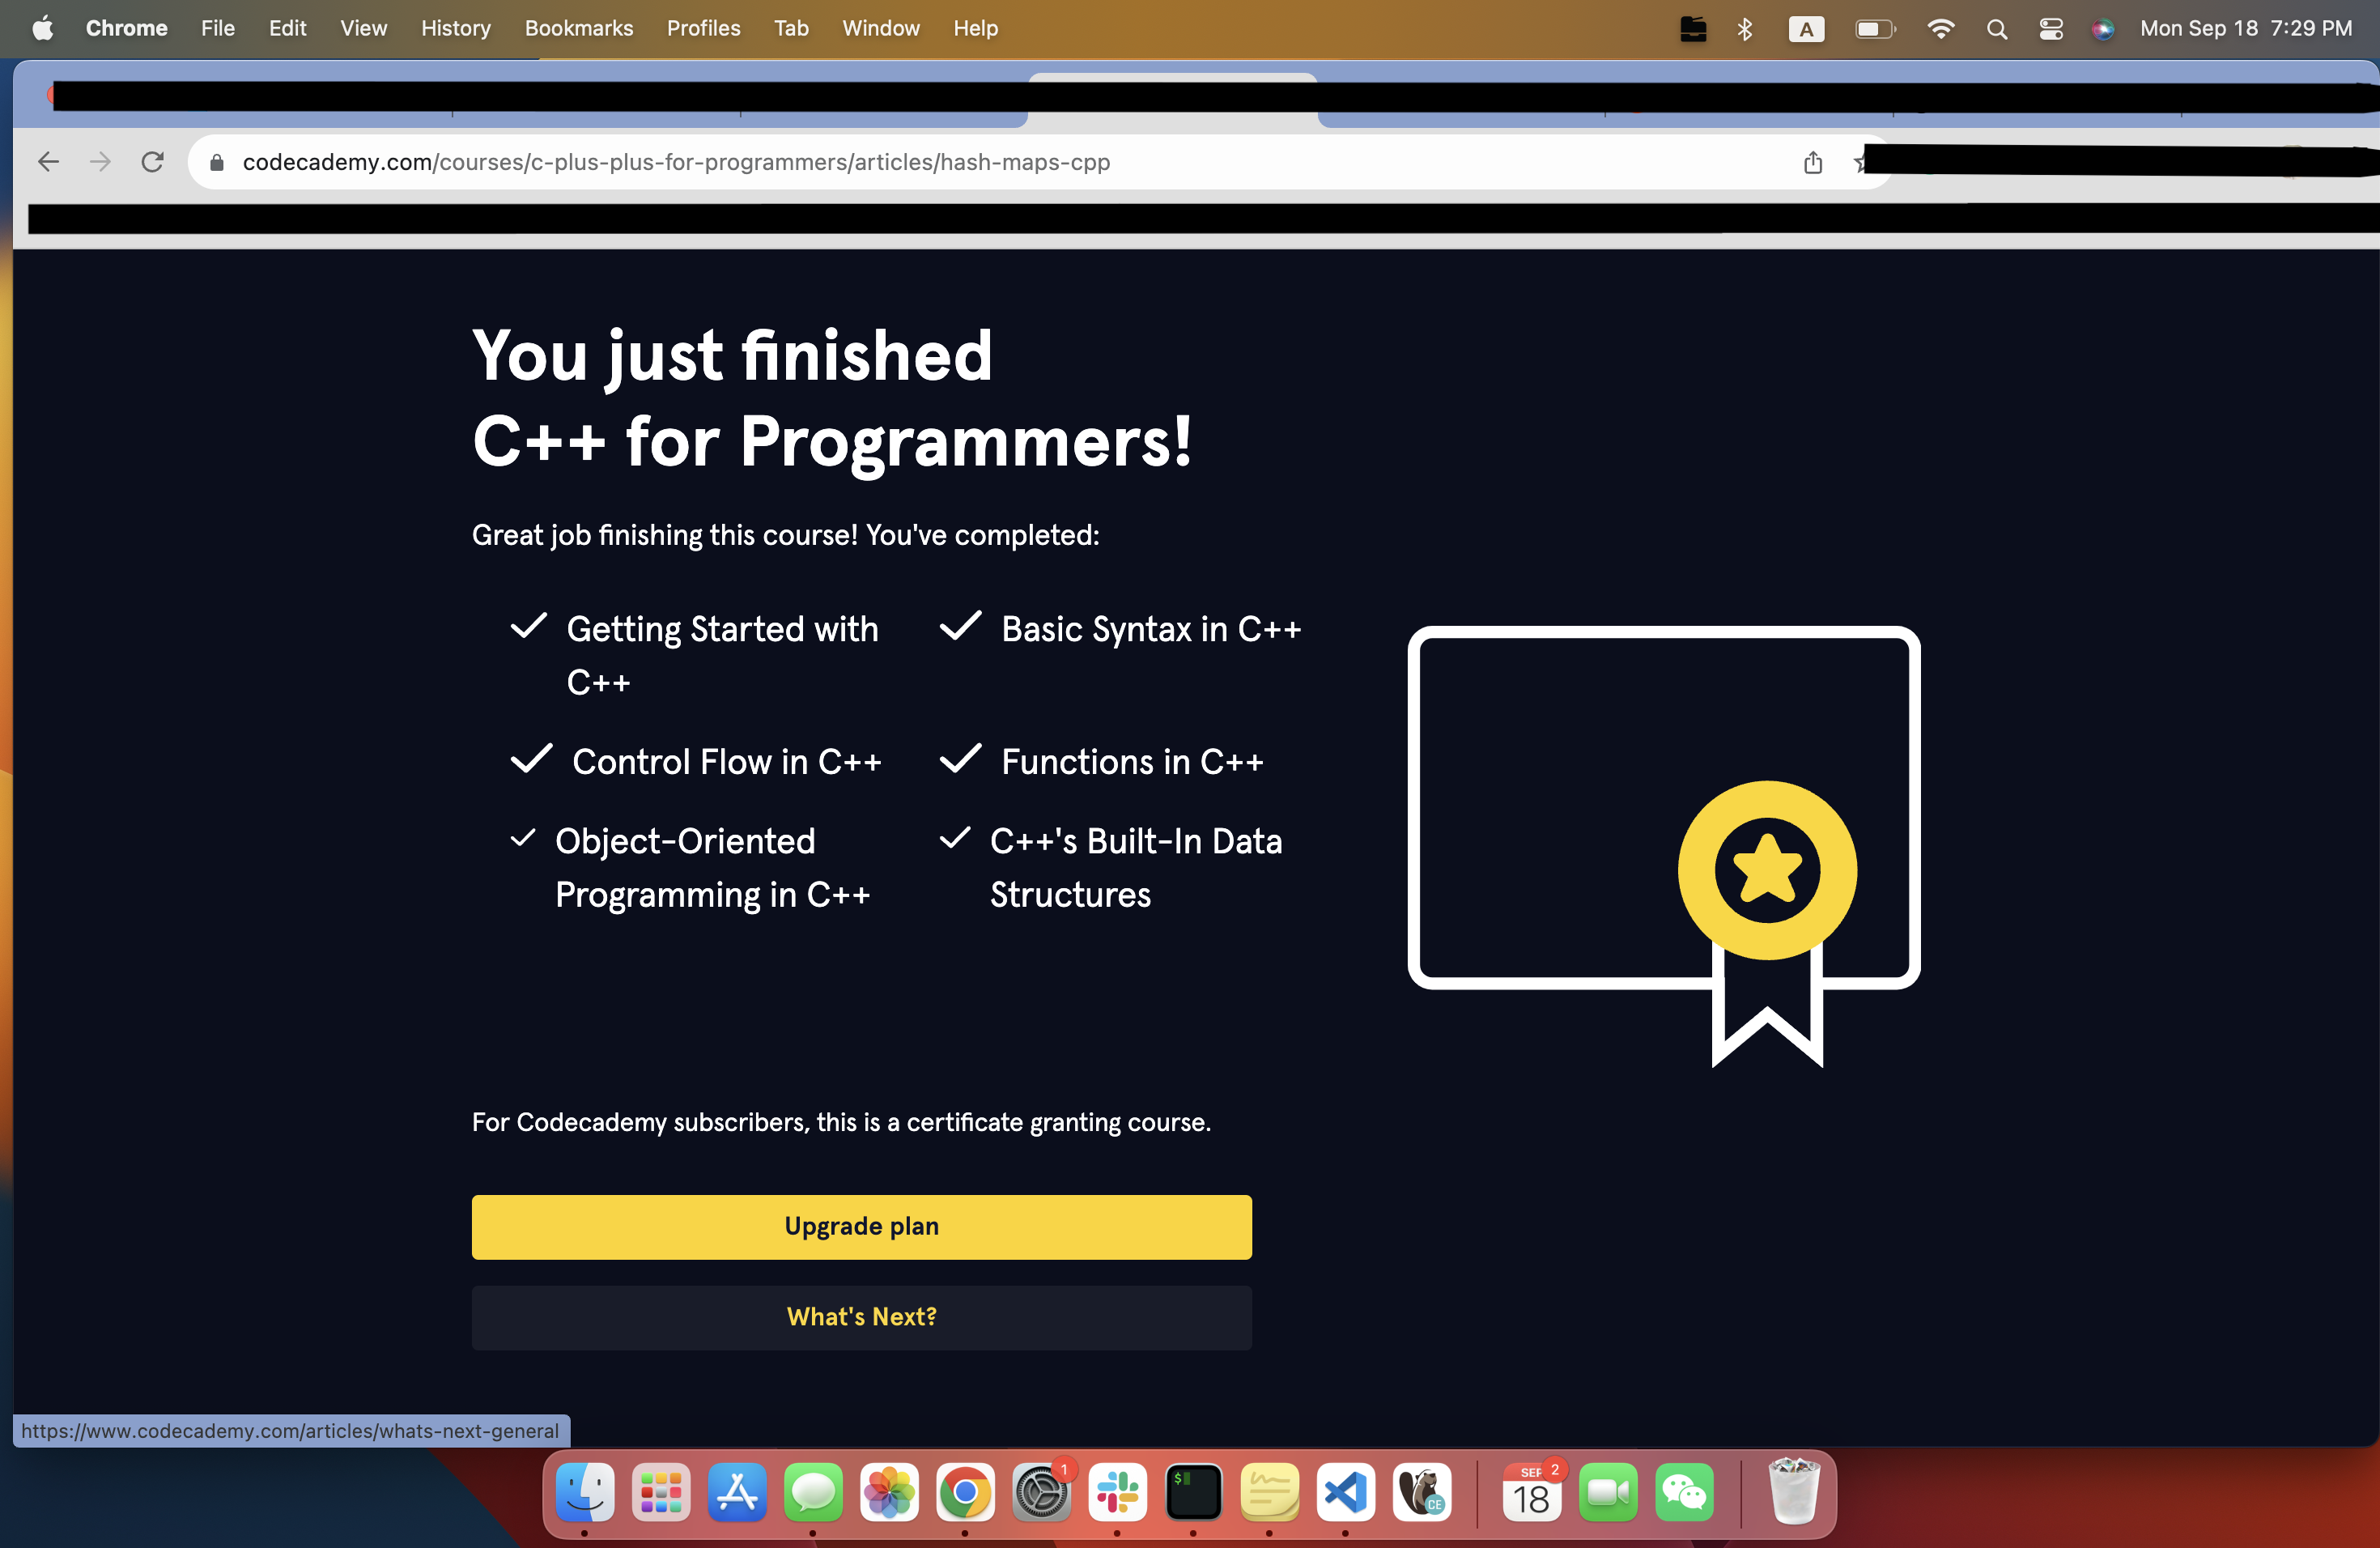 Chrome File Edit View History Bookmarks Profiles Tab Window Help A Mon Sep 18 7:29 PM
codecademy.com/courses/c-plus-plus-for-programmers/articles/hash-maps-cpp
You just finished
C++ for Programmers!
Great job finishing this course! You've completed:
Getting Started with
C++
Basic Syntax in C++
Control Flow in C++
Functions in C++
Object-Oriented
Programming in C++
C++'s Built-In Data
Structures
For Codecademy subscribers, this is a certificate granting course.
Upgrade plan
What's Next?
https://www.codecademy.com/articles/whats-next-general
1
$
CE
SEP 2
18